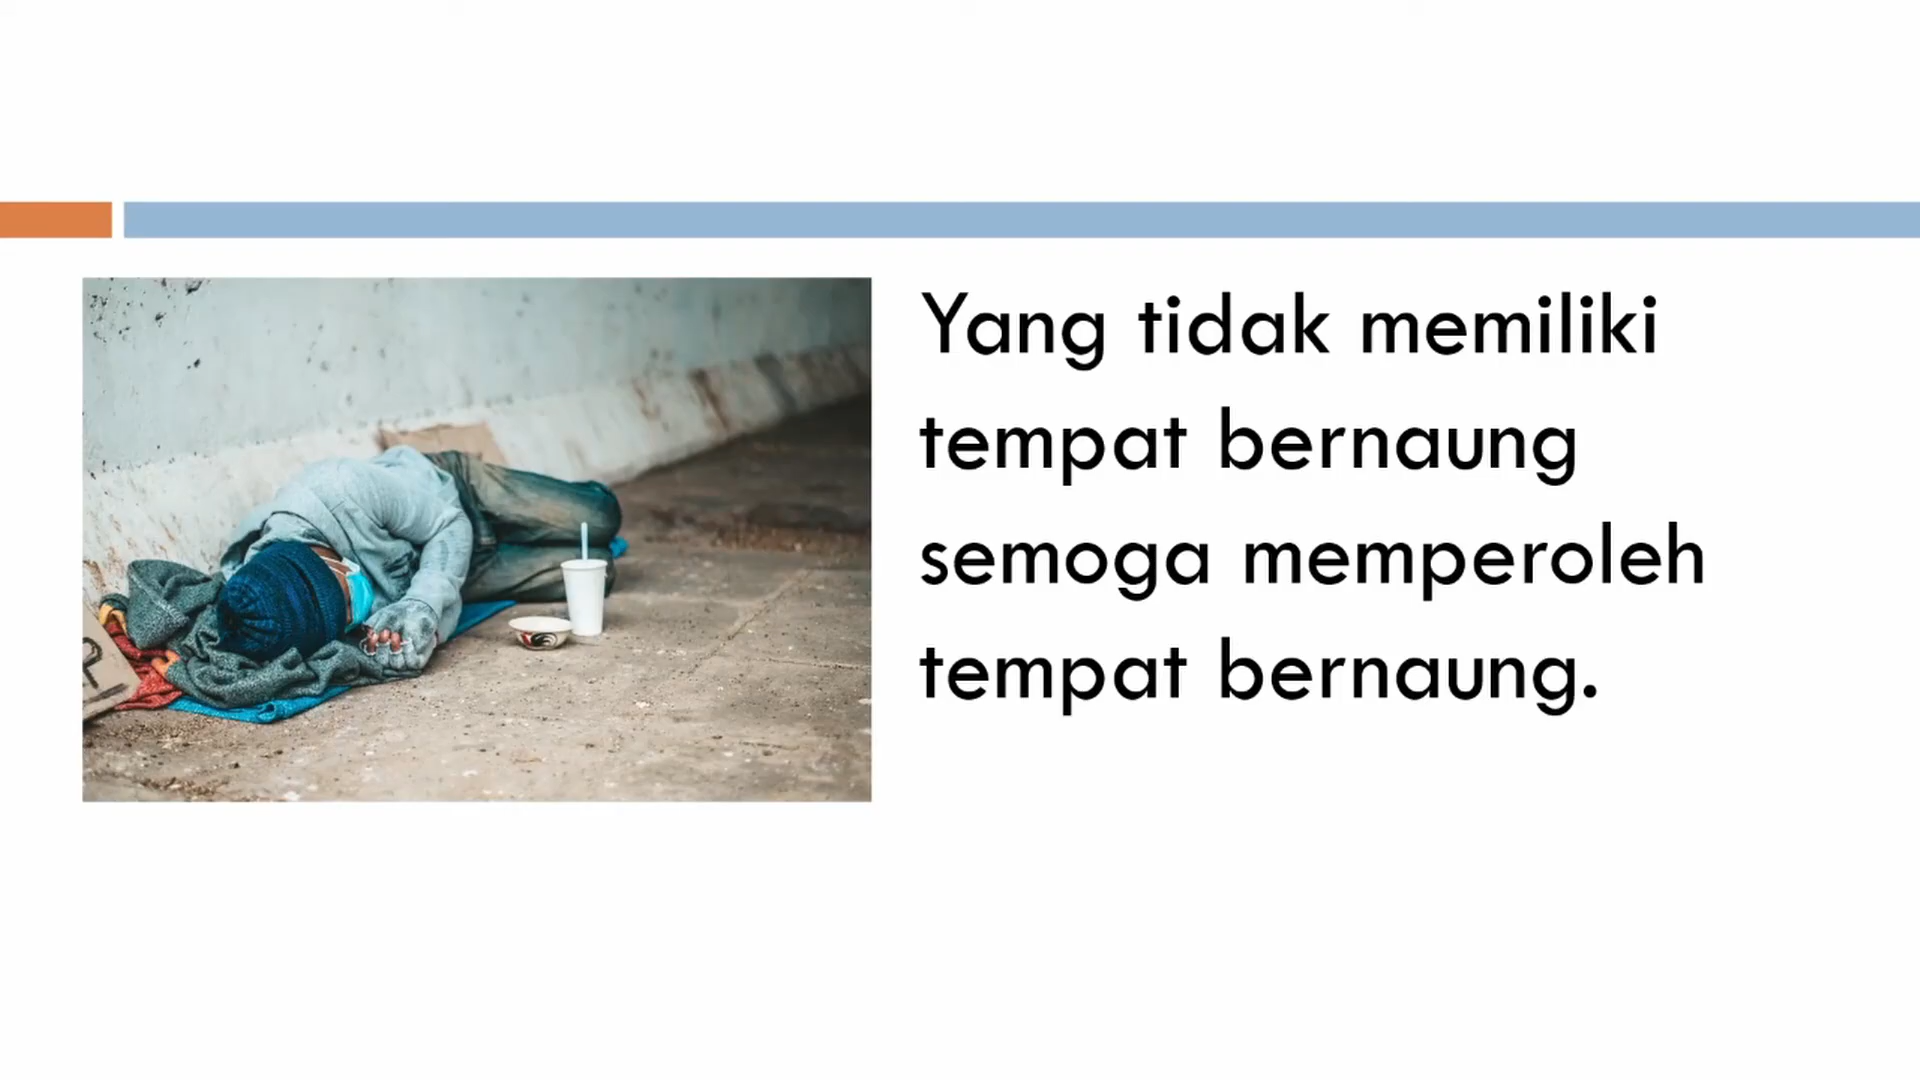 Yang tidak memiliki
tempat bernaung
semoga memperoleh
tempat bernaung.